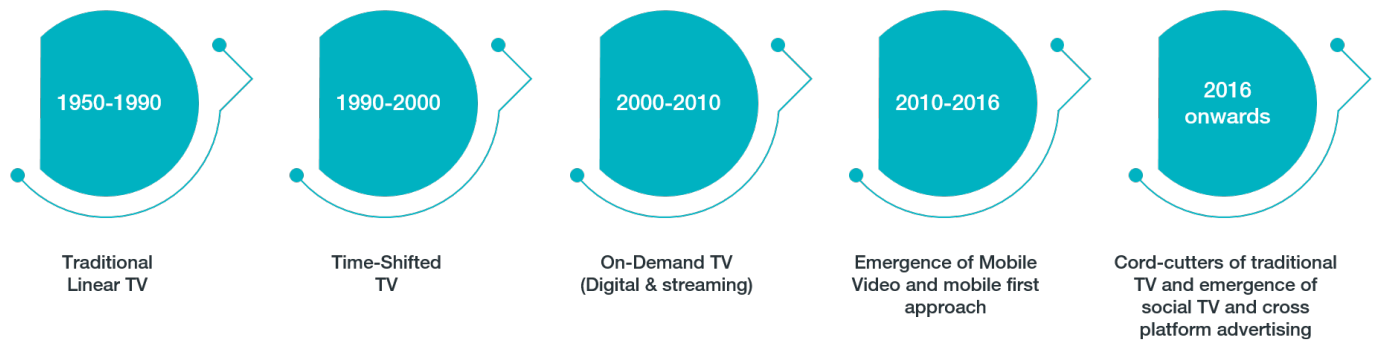 1950-1990
1990-2000
2000-2010
2010-2016
2016
onwards
Traditional
Linear TV
Time-Shifted
TV
On-Demand TV
(Digital & streaming)
Emergence of Mobile
Video and mobile first
approach
Cord-cutters of traditional
TV and emergence of
social TV and cross
platform advertising